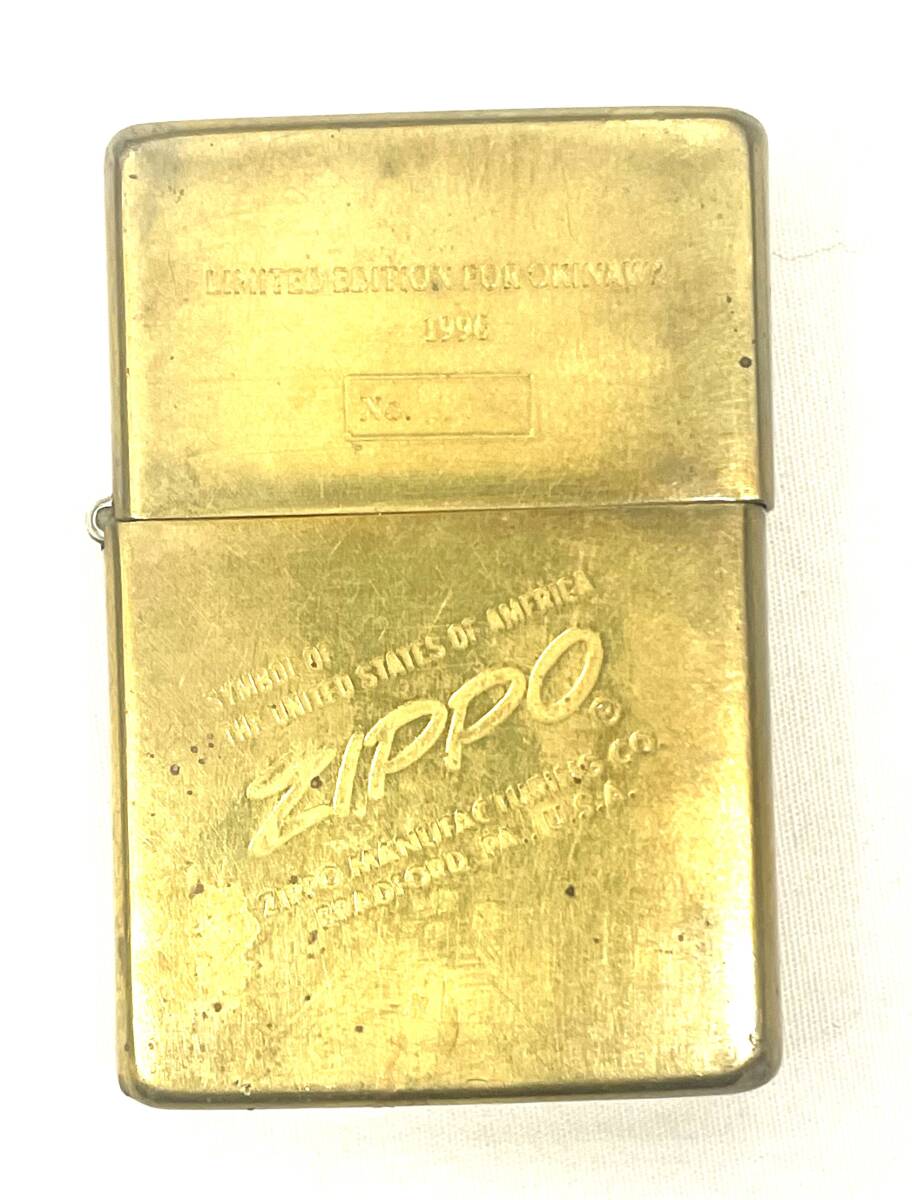 LIMITED EDITION FOR OKINAWA
1996
No.
SYMBOL OF
THE UNITED STATES OF AMERICA
ZIPPO ©
ZIPPO MANUFACTURING CO.
BRADFORD, PA., U.S.A.